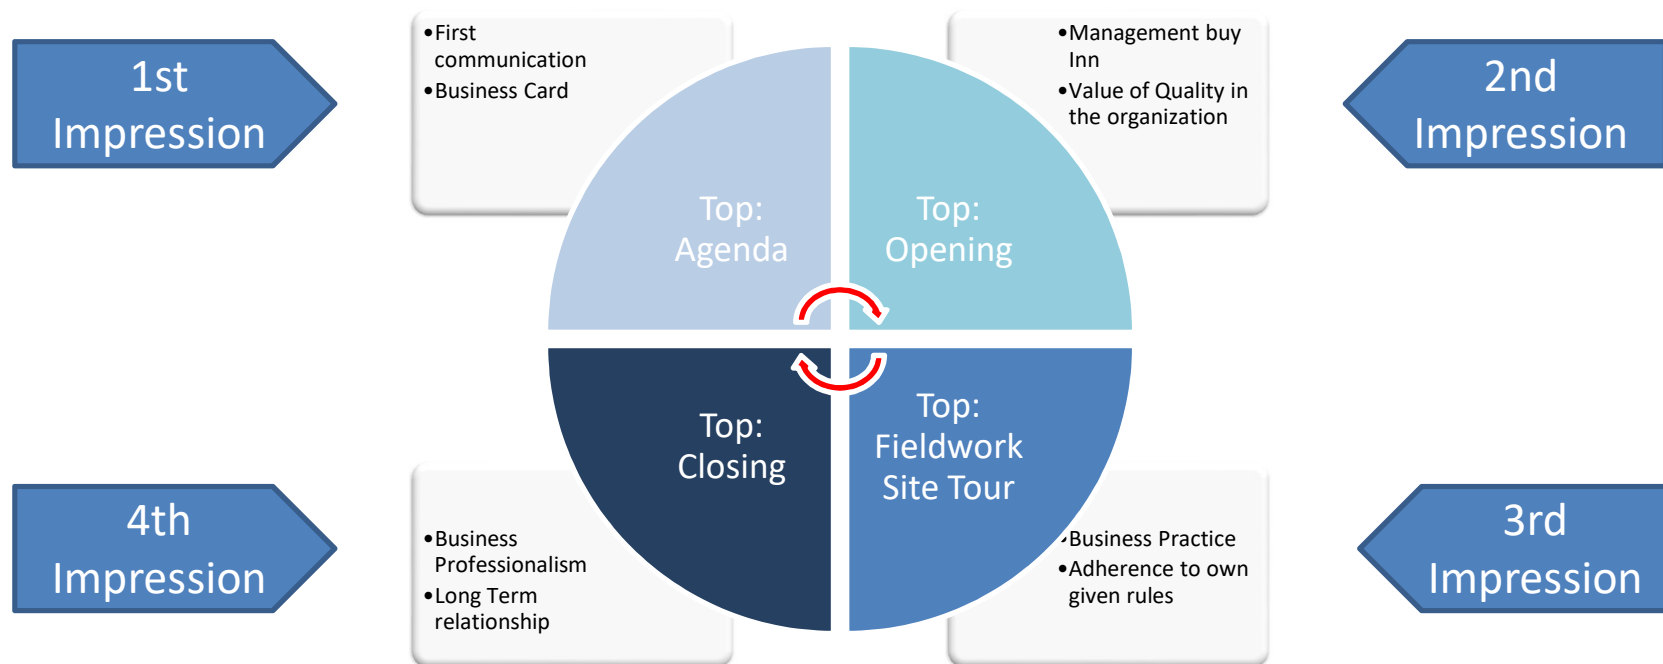 1st
Impression
•First
communication
•Business Card
•Management buy
Inn
•Value of Quality in
the organization
2nd
Impression
Top:
Agenda
Top:
Opening
Top:
Closing
Top:
Fieldwork
Site Tour
4th
Impression
•Business
Professionalism
•Long Term
relationship
•Business Practice
•Adherence to own
given rules
3rd
Impression